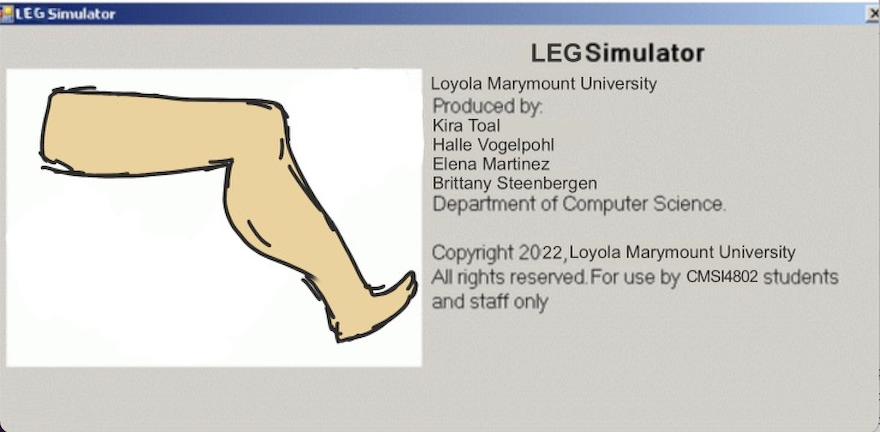 LEG Simulator
LEGSimulator
Loyola Marymount University
Produced by:
Kira Toal
Halle Vogelpohl
Elena Martinez
Brittany Steenbergen
Department of Computer Science.
Copyright 2022, Loyola Marymount University
All rights reserved. For use by CMSI4802 students
and staff only